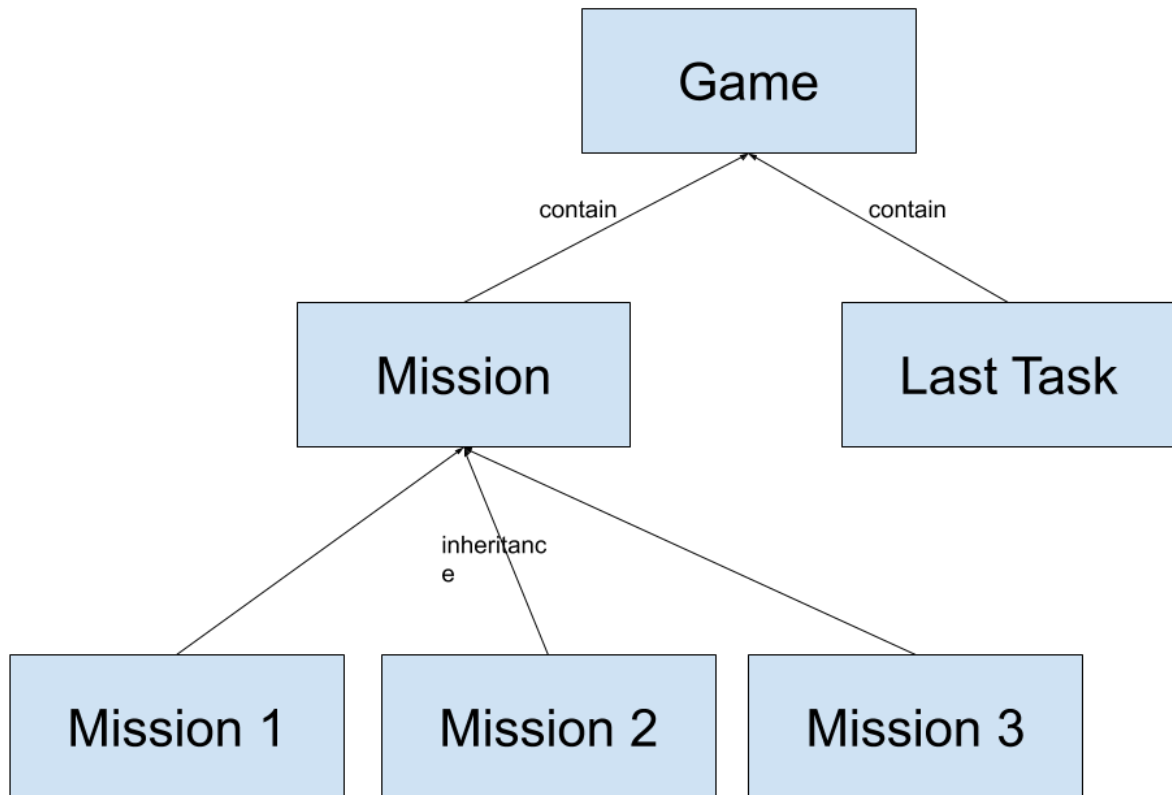 Game
contain
contain
Mission
Last Task
inheritanc
e
Mission 1
Mission 2
Mission 3